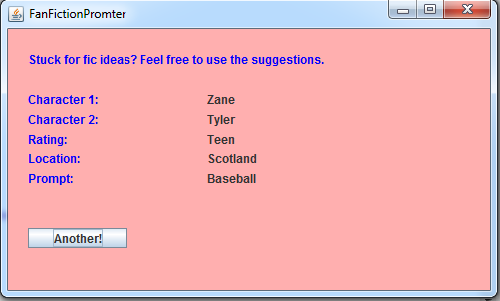 FanFictionPromter
Stuck for fic ideas? Feel free to use the suggestions.
Character 1: Zane
Character 2: Tyler
Rating: Teen
Location: Scotland
Prompt: Baseball
Another!